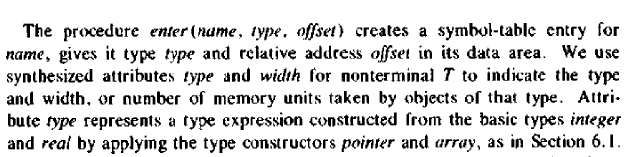 The procedure enter(name, type, offset) creates a symbol-table entry for
name, gives it type type and relative address offset in its data area. We use
synthesized attributes type and width for nonterminal T to indicate the type
and width, or number of memory units taken by objects of that type. Attri-
bute type represents a type expression constructed from the basic types integer
and real by applying the type constructors pointer and array, as in Section 6.1.